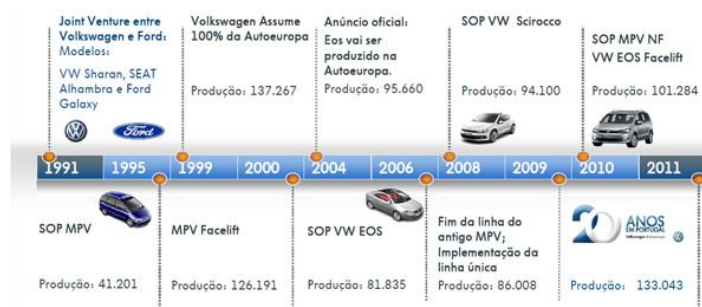 Joint Venture entre
Volkswagen e Ford:
Modelos:
VW Sharan, SEAT
Alhambra e Ford
Galaxy
Ford
Volkswagen Assume
100% da Autoeuropa
Produção: 137.267
Anúncio oficial:
Eos vai ser
produzido na
Autoeuropa.
Produção: 95.660
SOP VW Scirocco
Produção: 94.100
SOP MPV NF
VW EOS Facelift
Produção: 101.284
1991 1995 1999 2000 2004 2006 2008 2009 2010 2011
SOP MPV
Produção: 41.201
MPV Facelift
Produção: 126.191
SOP VW EOS
Produção: 81.835
Fim da linha do
antigo MPV;
Implementação da
linha única
Produção: 86.008
20 ANOS
EM PORTUGAL
Produção: 133.043